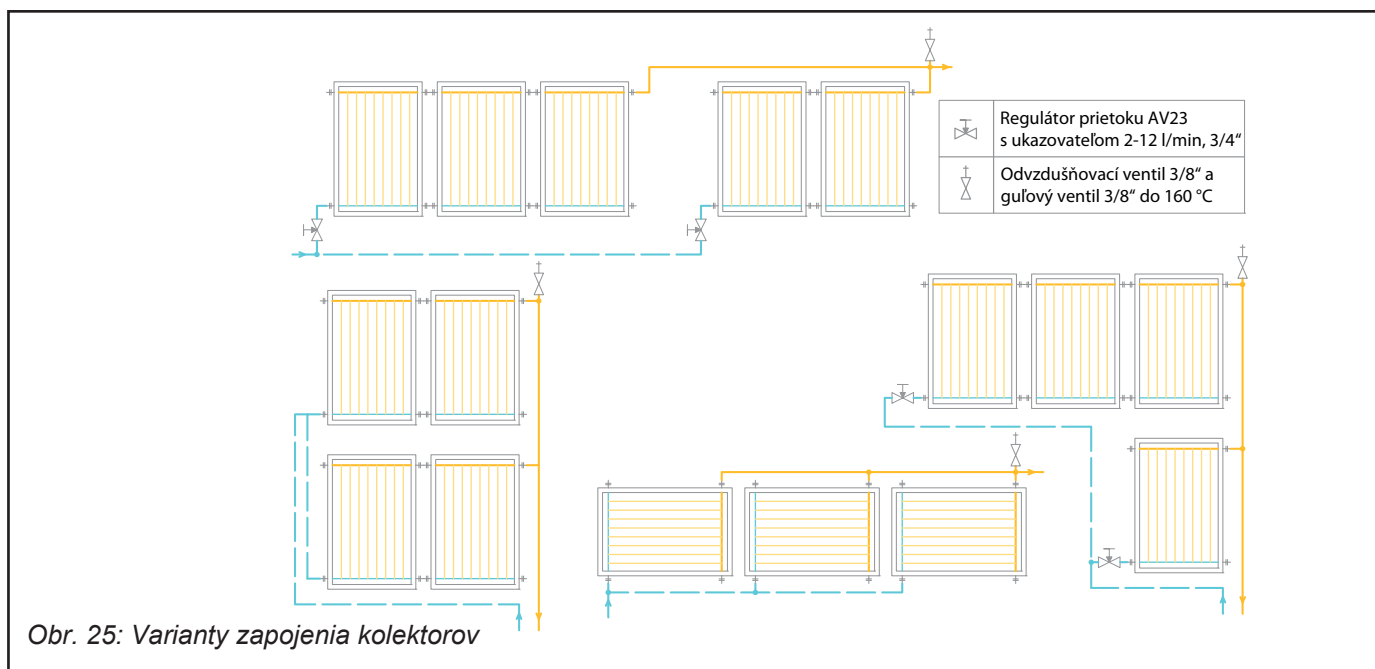 Regulátor prietoku AV23
s ukazovateľom 2-12 l/min, 3/4“
Odvzdušňovací ventil 3/8“ a
guľový ventil 3/8“ do 160 °C
Obr. 25: Varianty zapojenia kolektorov